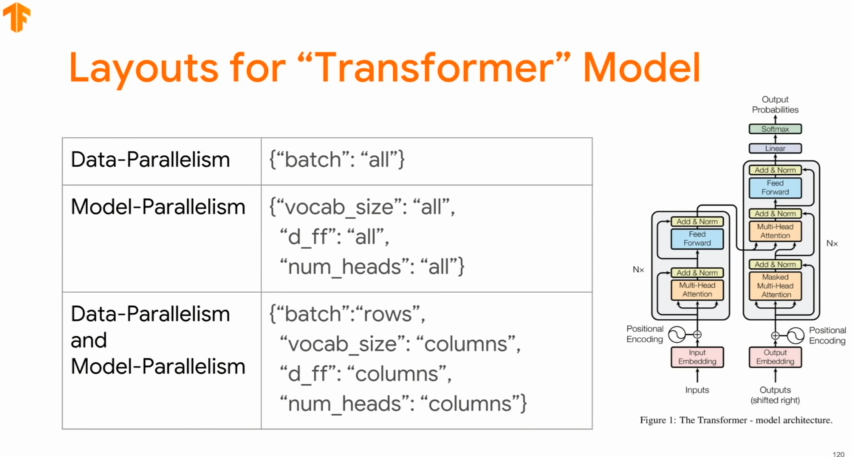 Layouts for “Transformer” Model
Data-Parallelism
{“batch”: “all”}
Model-Parallelism
{“vocab_size”: “all”,
“d_ff”: “all”,
“num_heads”: “all”}
Data-Parallelism
and
Model-Parallelism
{“batch”:“rows”,
“vocab_size”: “columns”,
“d_ff”: “columns”,
“num_heads”: “columns”}
Output
Probabilities
Softmax
Linear
Add & Norm
Feed
Forward
Add & Norm
Multi-Head
Attention
Add & Norm
Masked
Multi-Head
Attention
Nx
Add & Norm
Feed
Forward
Add & Norm
Multi-Head
Attention
Nx
Positional
Encoding
Positional
Encoding
Input
Embedding
Output
Embedding
Inputs
Outputs
(shifted right)
Figure 1: The Transformer - model architecture.
120